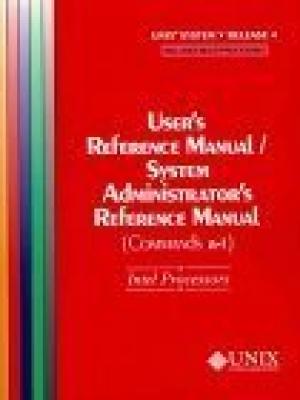 UNIX SYSTEM V RELEASE 4
User's
Reference Manual /
System
Administrator's
Reference Manual
(Commands a-l)
Intel Processors
UNIX